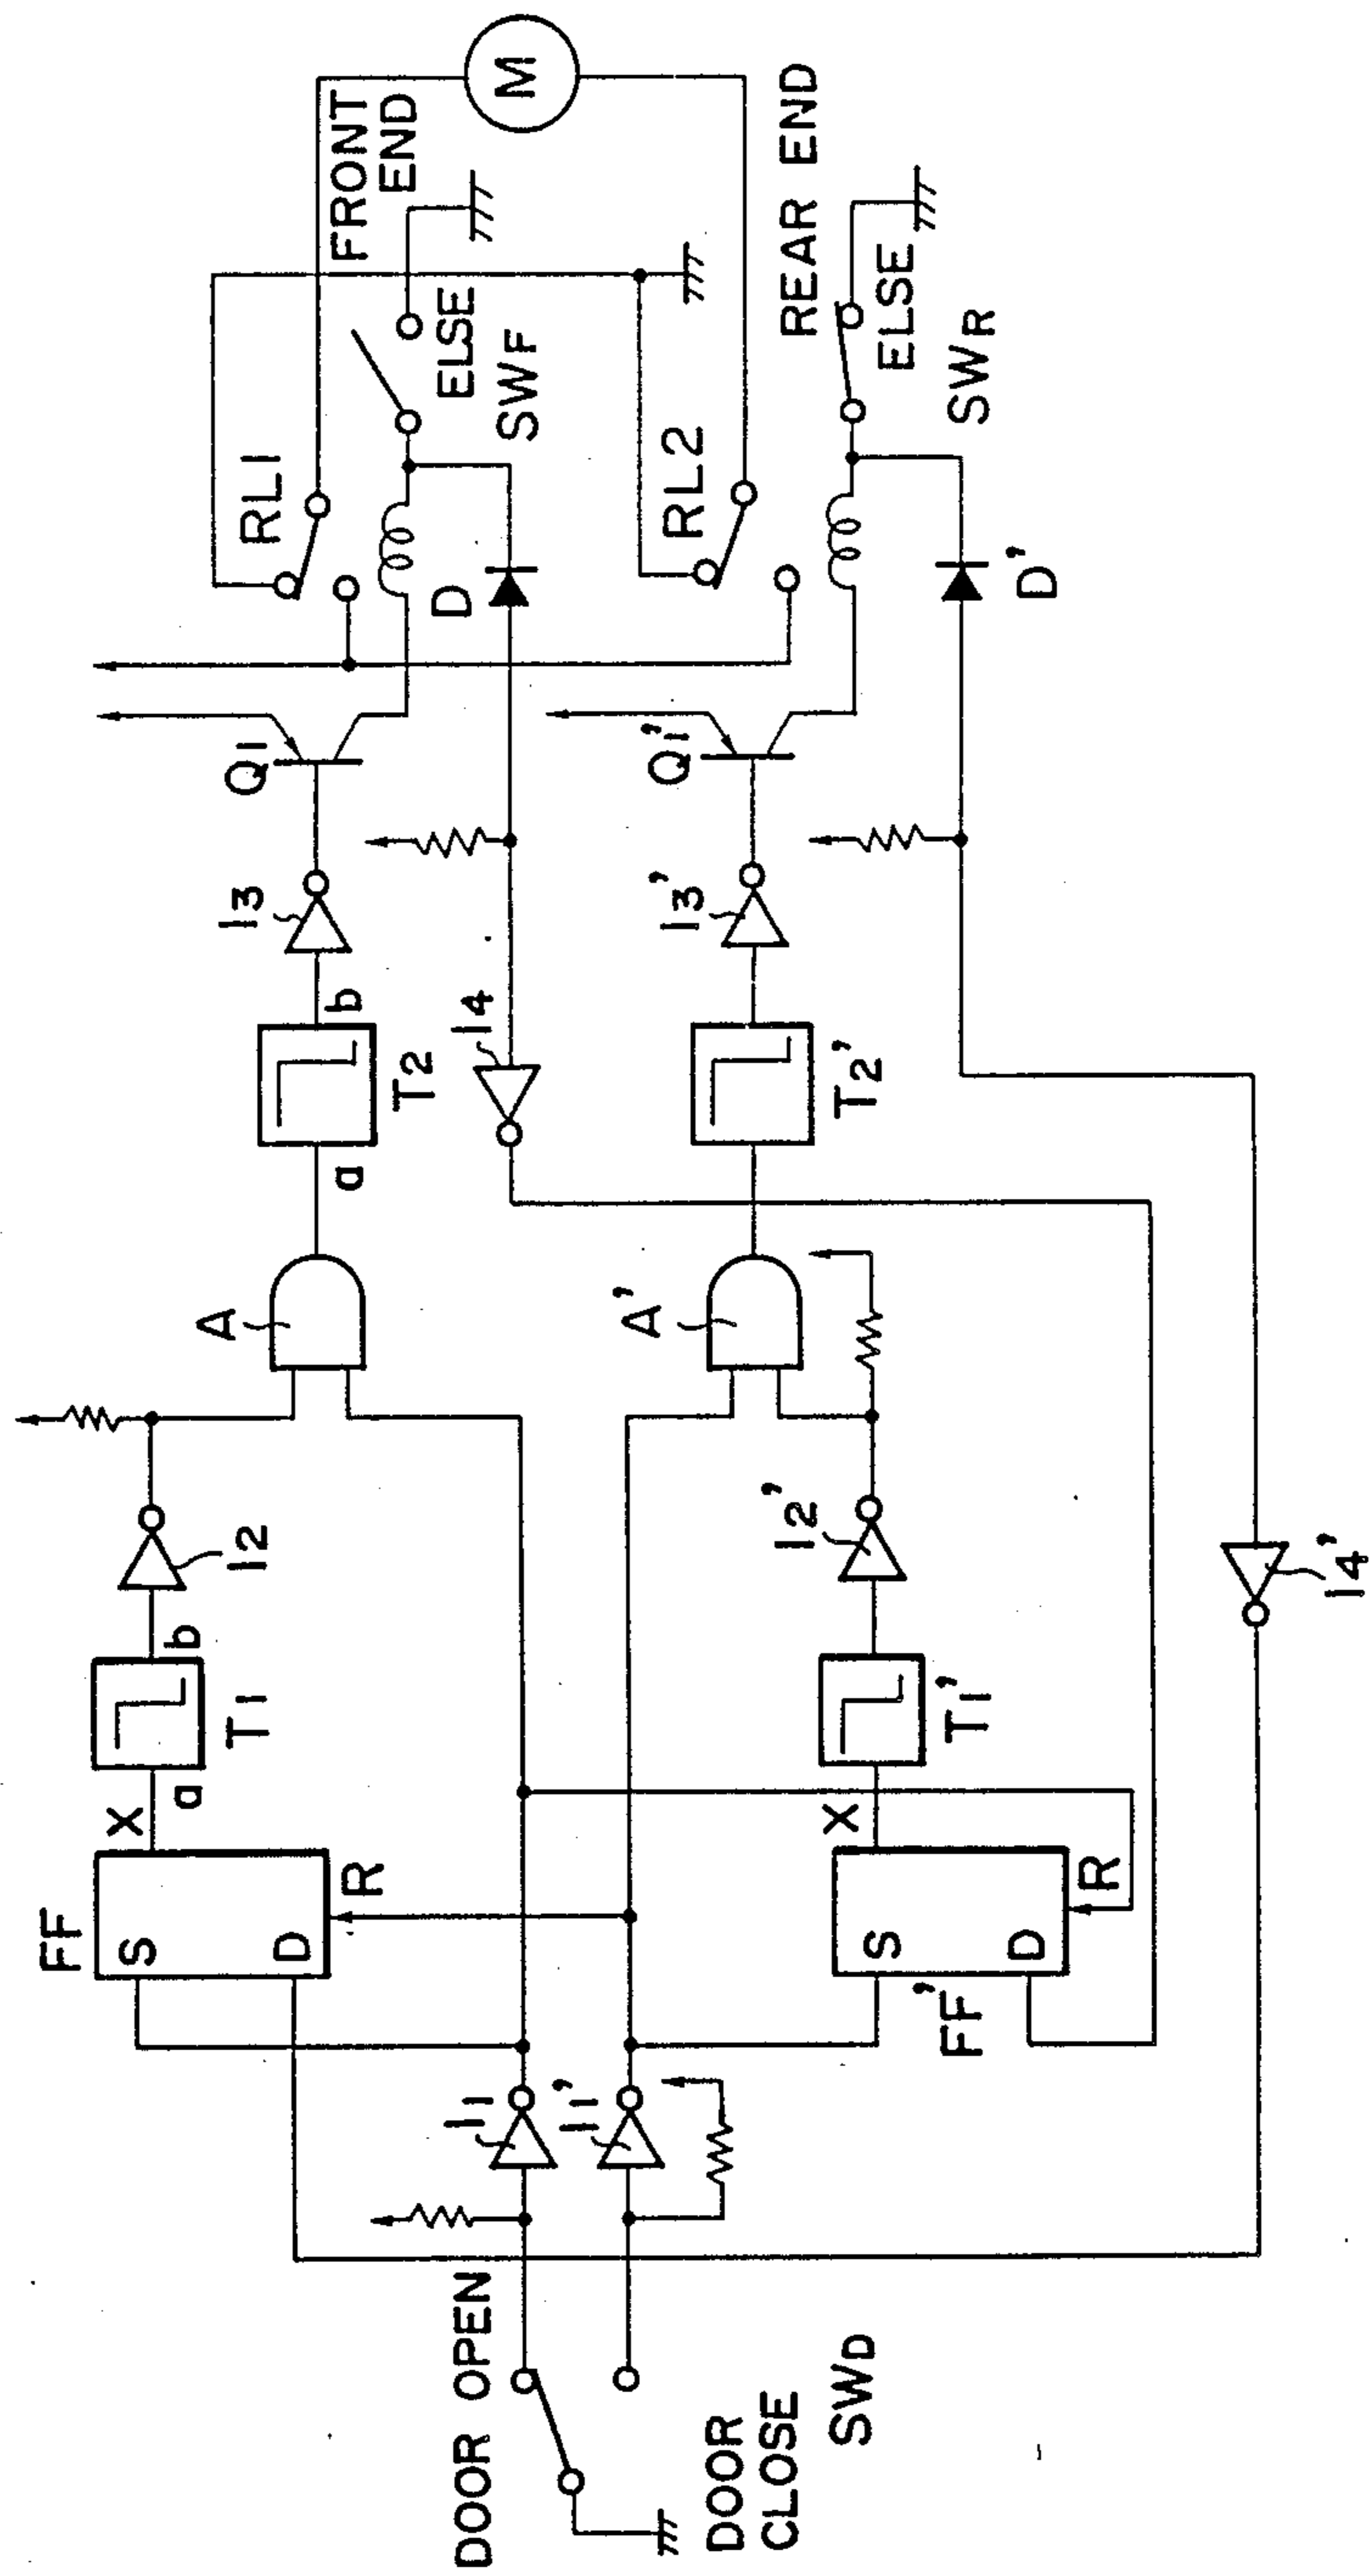 DOOR OPEN
DOOR
CLOSE
SWD
I1
I1'
FF
S
D
R
X
a
T1
b
I2
A
a
T2
b
I3
Q1
RL1
FRONT
END
ELSE
SWF
D
I4
M
FF'
S
D
R
X
T1'
I2'
A'
T2'
I3'
Q1'
RL2
REAR END
ELSE
SWR
D'
I4'